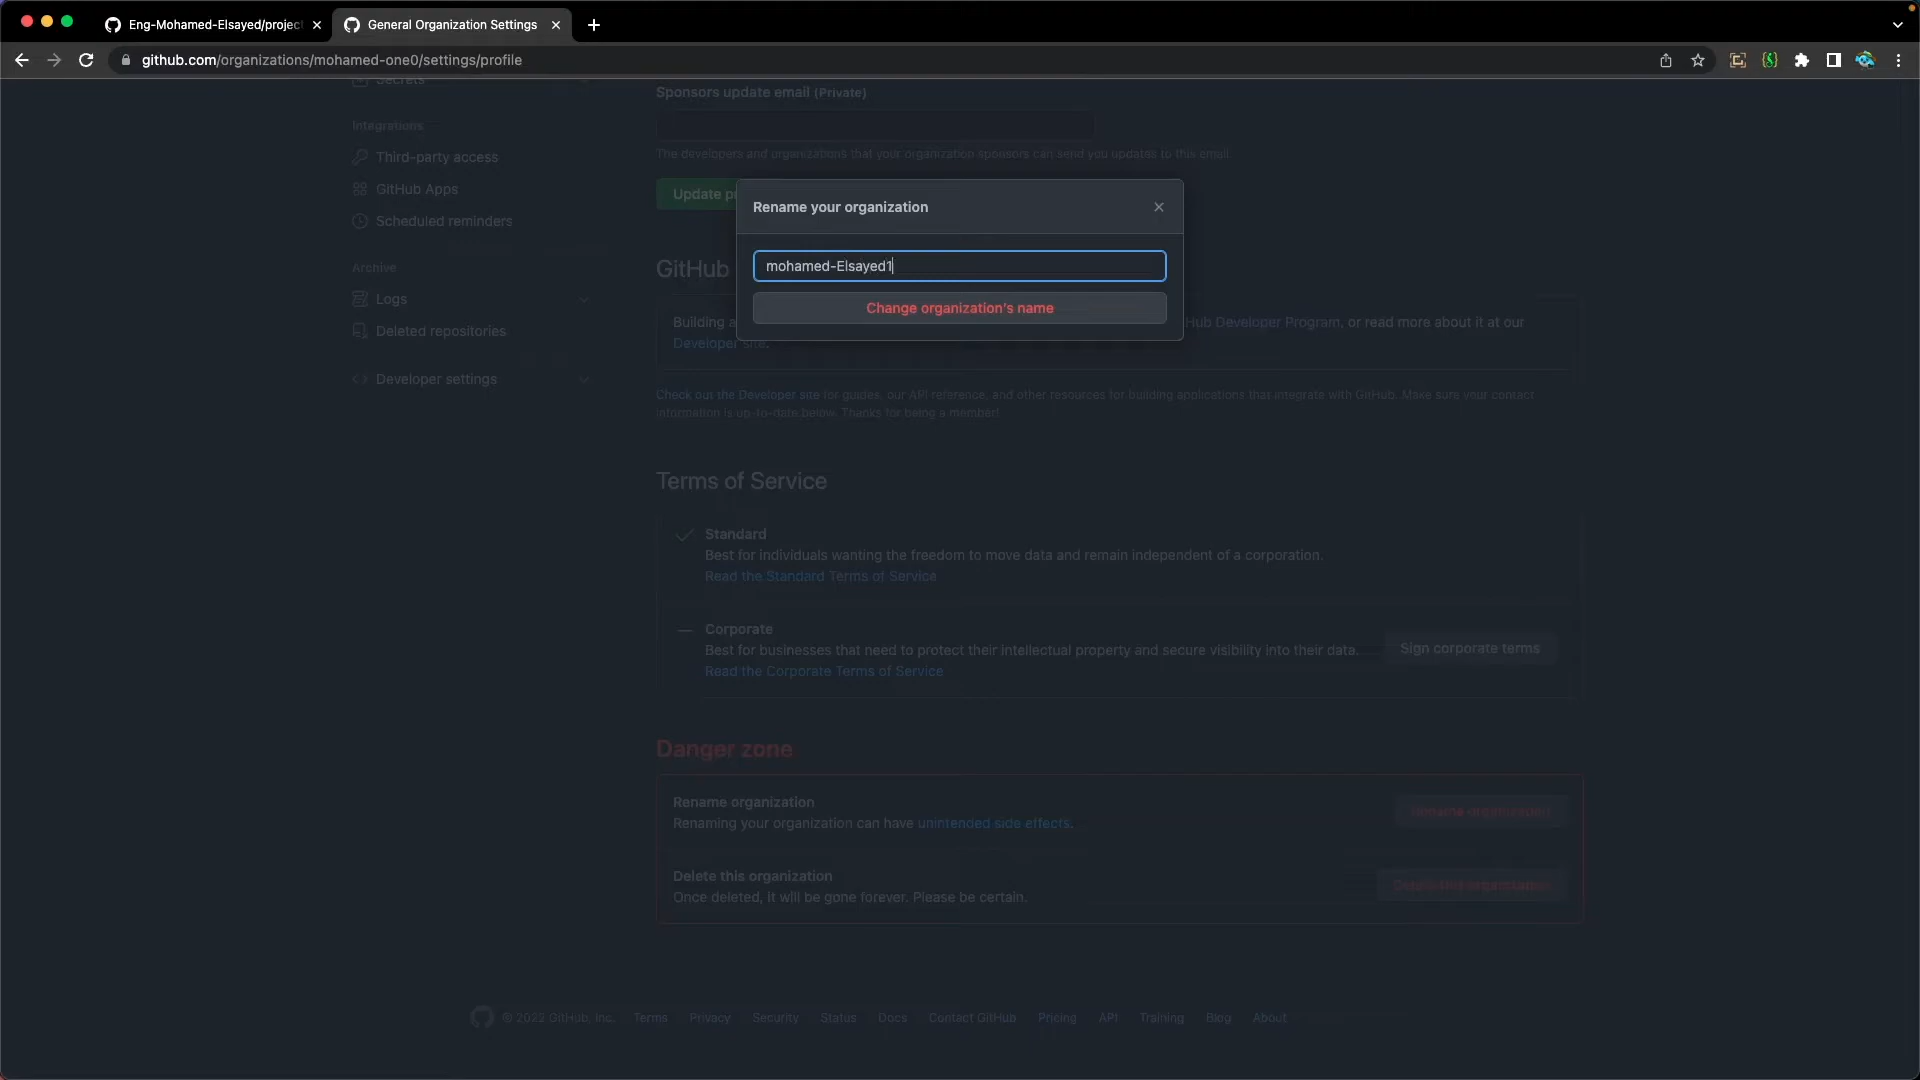 Eng-Mohamed-Elsayed/projec
General Organization Settings
github.com/organizations/mohamed-one0/settings/profile
Secrets
Integrations
Third-party access
GitHub Apps
Scheduled reminders
Archive
Logs
Deleted repositories
Developer settings
Sponsors update email (Private)
The developers and organizations that your organization sponsors can send you updates to this email.
Update p
Rename your organization
mohamed-Elsayed1
Change organization's name
GitHub
Building a
Hub Developer Program, or read more about it at our
Developer site.
Check out the Developer site for guides, our API reference, and other resources for building applications that integrate with GitHub. Make sure your contact
information is up-to-date below. Thanks for being a member!
Terms of Service
Standard
Best for individuals wanting the freedom to move data and remain independent of a corporation.
Read the Standard Terms of Service
Corporate
Best for businesses that need to protect their intellectual property and secure visibility into their data.
Read the Corporate Terms of Service
Sign corporate terms
Danger zone
Rename organization
Renaming your organization can have unintended side effects.
Rename organization
Delete this organization
Once deleted, it will be gone forever. Please be certain.
Delete this organization
© 2022 GitHub, Inc.
Terms
Privacy
Security
Status
Docs
Contact GitHub
Pricing
API
Training
Blog
About